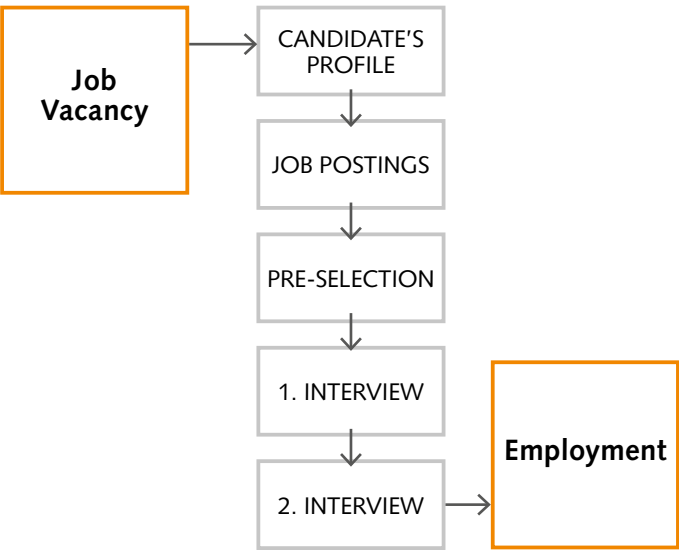 Job
Vacancy
CANDIDATE'S
PROFILE
JOB POSTINGS
PRE-SELECTION
1. INTERVIEW
2. INTERVIEW
Employment